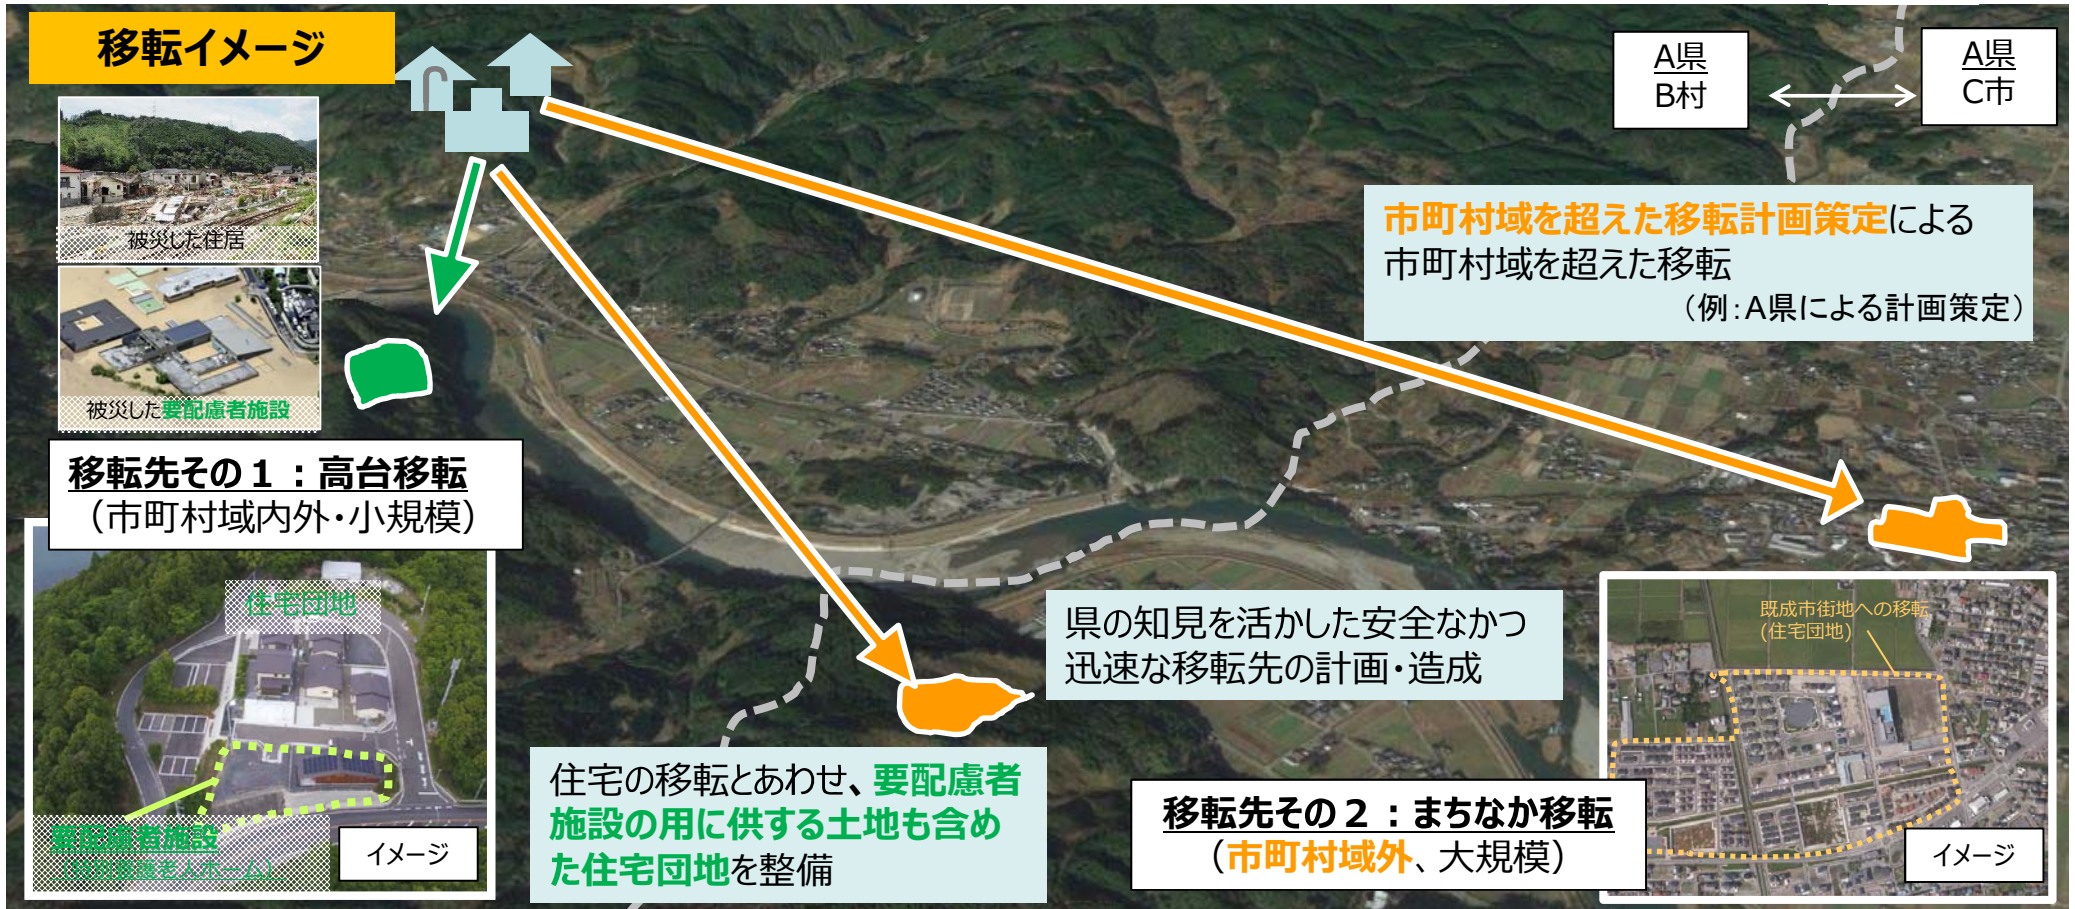 移転イメージ
A県
B村
A県
C市
被災した住居
被災した要配慮者施設
市町村域を超えた移転計画策定による
市町村域を超えた移転
（例：A県による計画策定）
移転先その１：高台移転
（市町村域内外・小規模）
住宅団地
要配慮者施設
（特別養護老人ホーム）
イメージ
県の知見を活かした安全なかつ
迅速な移転先の計画・造成
住宅の移転とあわせ、要配慮者
施設の用に供する土地も含め
た住宅団地を整備
移転先その２：まちなか移転
（市町村域外、大規模）
既成市街地への移転
(住宅団地)
イメージ